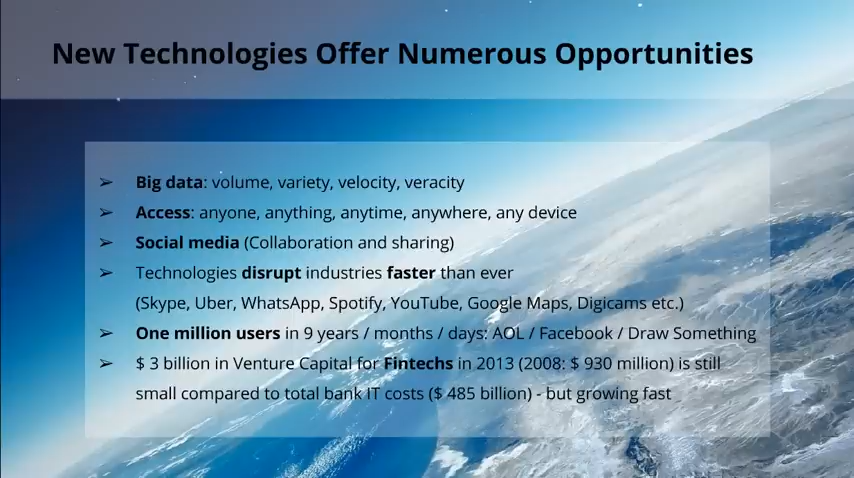 New Technologies Offer Numerous Opportunities
➢ Big data: volume, variety, velocity, veracity
➢ Access: anyone, anything, anytime, anywhere, any device
➢ Social media (Collaboration and sharing)
➢ Technologies disrupt industries faster than ever
(Skype, Uber, WhatsApp, Spotify, YouTube, Google Maps, Digicams etc.)
➢ One million users in 9 years / months / days: AOL / Facebook / Draw Something
➢ $ 3 billion in Venture Capital for Fintechs in 2013 (2008: $ 930 million) is still
small compared to total bank IT costs ($ 485 billion) - but growing fast